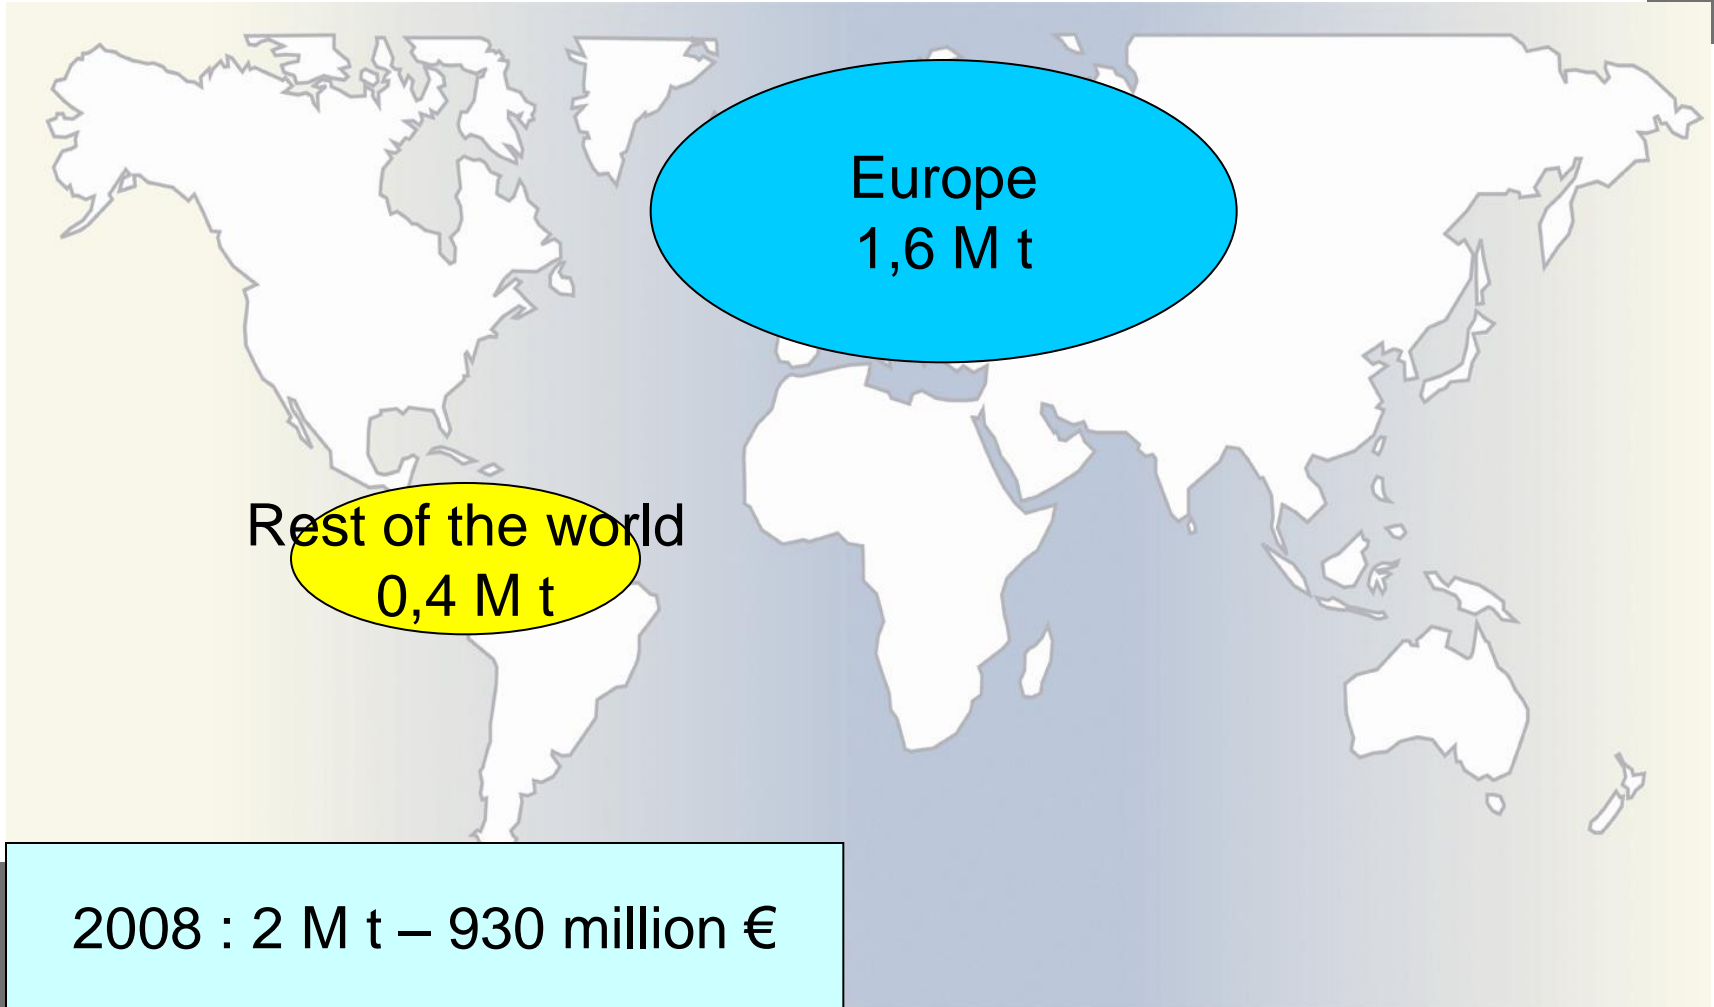 Europe
1,6 M t
Rest of the world
0,4 M t
2008 : 2 M t – 930 million €